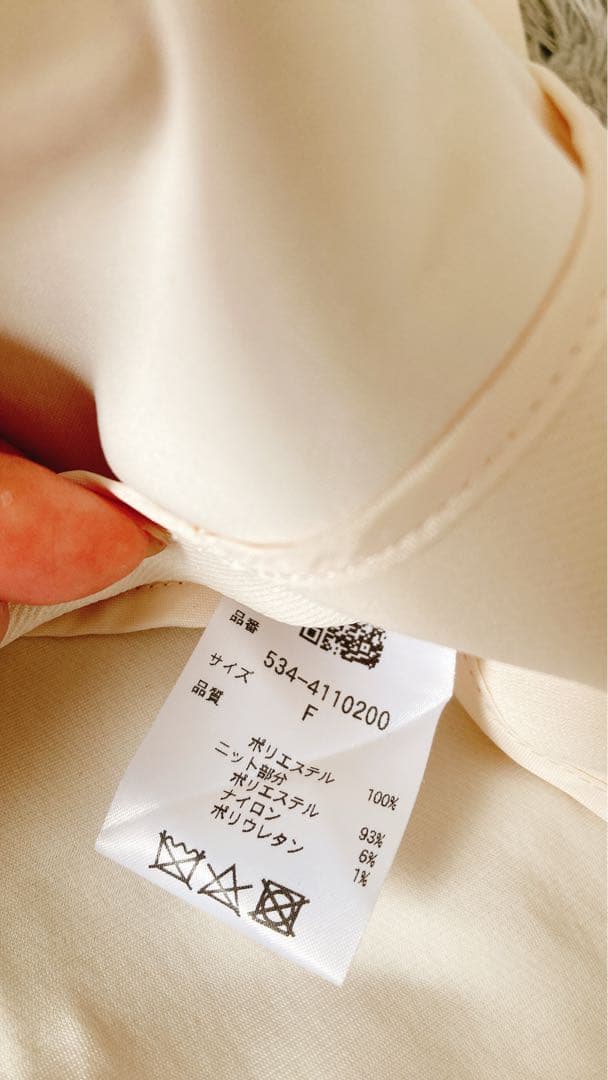 品番
534-4110200
サイズ F
品質
ポリエステル 100%
ニット部分
ポリエステル 93%
ナイロン 6%
ポリウレタン 1%